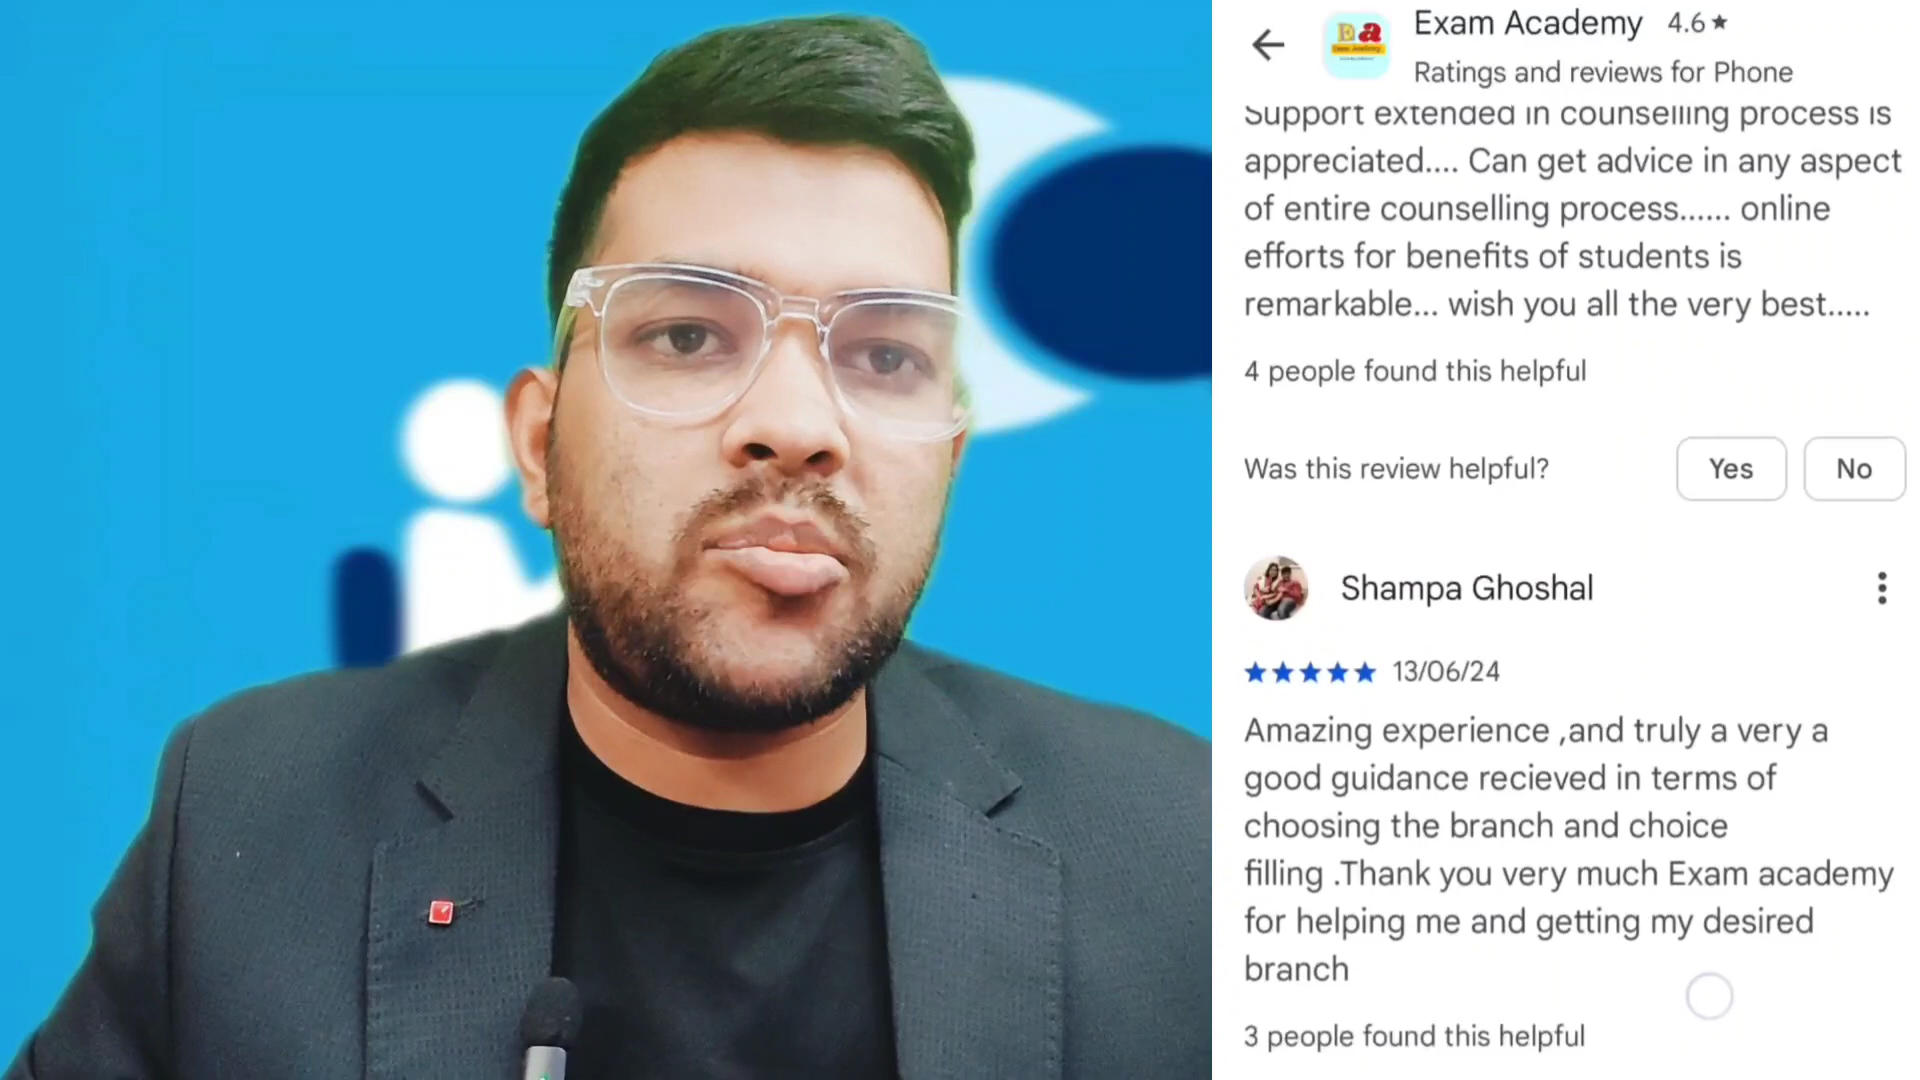 Exam Academy 4.6★
Ratings and reviews for Phone
Support extended in counselling process is
appreciated.... Can get advice in any aspect
of entire counselling process...... online
efforts for benefits of students is
remarkable... wish you all the very best.....
4 people found this helpful
Was this review helpful? Yes No
Shampa Ghoshal
★★★★★ 13/06/24
Amazing experience ,and truly a very a
good guidance recieved in terms of
choosing the branch and choice
filling .Thank you very much Exam academy
for helping me and getting my desired
branch
3 people found this helpful